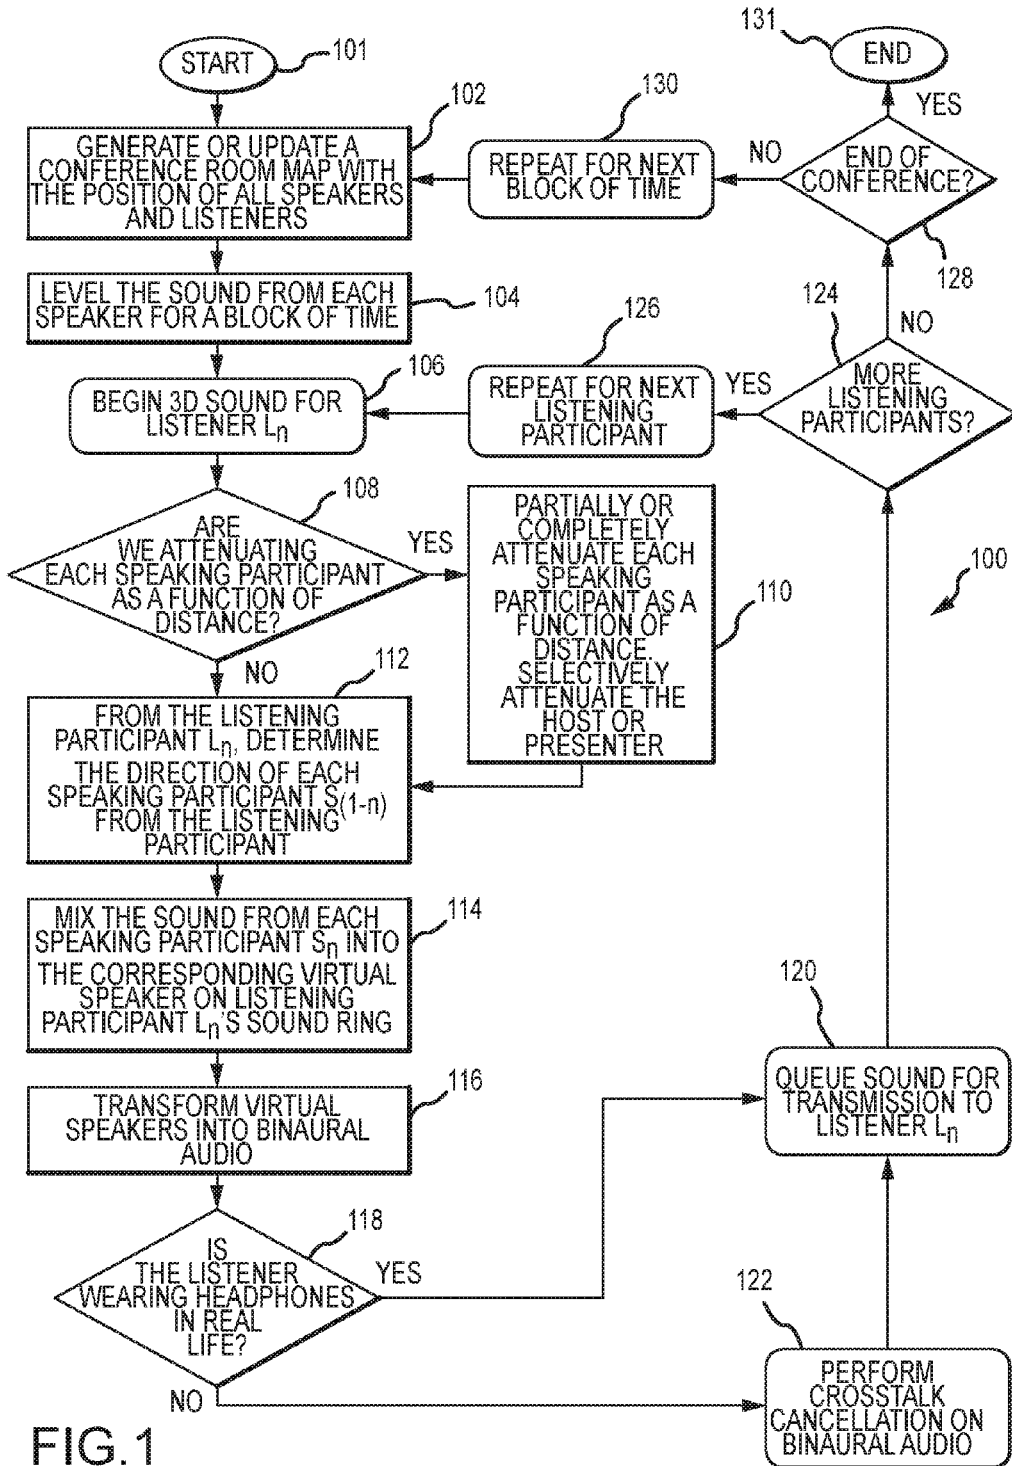 START
101
102
GENERATE OR UPDATE A
CONFERENCE ROOM MAP WITH
THE POSITION OF ALL SPEAKERS
AND LISTENERS
130
REPEAT FOR NEXT
BLOCK OF TIME
131
END
YES
NO
END OF
CONFERENCE?
128
LEVEL THE SOUND FROM EACH
SPEAKER FOR A BLOCK OF TIME
104
106
BEGIN 3D SOUND FOR
LISTENER Ln
126
REPEAT FOR NEXT
LISTENING
PARTICIPANT
YES
124
NO
MORE
LISTENING
PARTICIPANTS?
108
ARE
WE ATTENUATING
EACH SPEAKING PARTICIPANT
AS A FUNCTION OF
DISTANCE?
YES
NO
PARTIALLY OR
COMPLETELY
ATTENUATE EACH
SPEAKING
PARTICIPANT AS A
FUNCTION OF
DISTANCE.
SELECTIVELY
ATTENUATE THE
HOST OR
PRESENTER
110
100
112
FROM THE LISTENING
PARTICIPANT Ln, DETERMINE
THE DIRECTION OF EACH
SPEAKING PARTICIPANT S(1-n)
FROM THE LISTENING
PARTICIPANT
MIX THE SOUND FROM EACH
SPEAKING PARTICIPANT Sn INTO
THE CORRESPONDING VIRTUAL
SPEAKER ON LISTENING
PARTICIPANT Ln'S SOUND RING
114
TRANSFORM VIRTUAL
SPEAKERS INTO BINAURAL
AUDIO
116
120
QUEUE SOUND FOR
TRANSMISSION TO
LISTENER Ln
118
IS
THE LISTENER
WEARING HEADPHONES
IN REAL
LIFE?
YES
NO
122
PERFORM
CROSSTALK
CANCELLATION ON
BINAURAL AUDIO
FIG.1